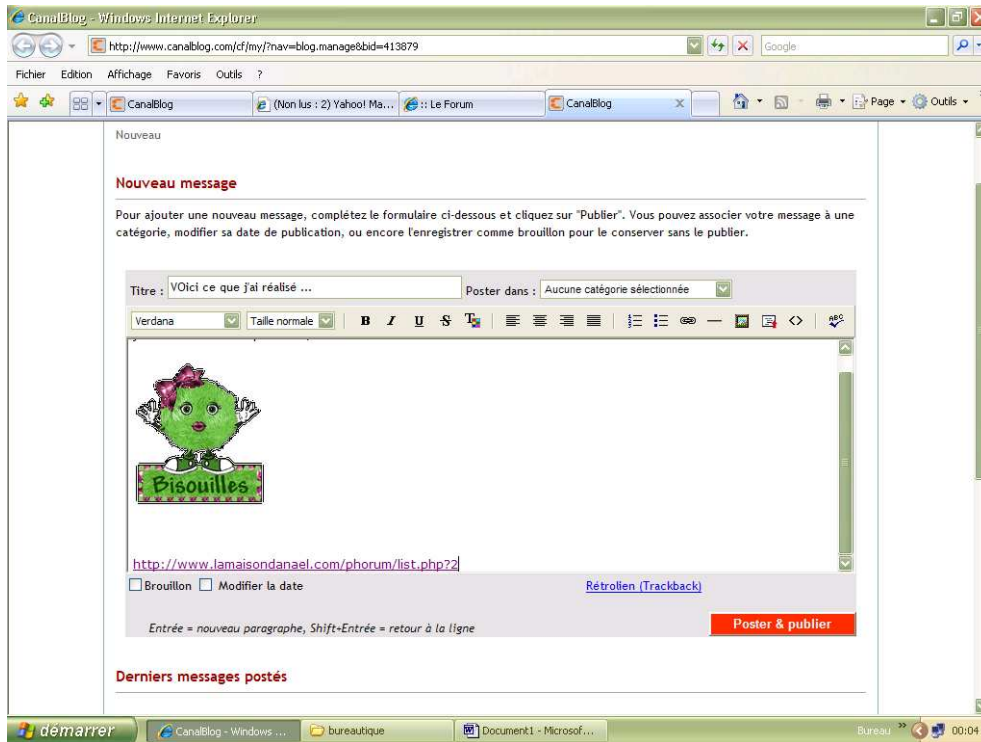 CanalBlog - Windows Internet Explorer
http://www.canalblog.com/cf/my/?nav=blog.manage&bid=413879
Google
Fichier Edition Affichage Favoris Outils ?
CanalBlog (Non lus : 2) Yahoo! Ma... :: Le Forum CanalBlog Page Outils
Nouveau
Nouveau message
Pour ajouter une nouveau message, complétez le formulaire ci-dessous et cliquez sur "Publier". Vous pouvez associer votre message à une
catégorie, modifier sa date de publication, ou encore l'enregistrer comme brouillon pour le conserver sans le publier.
Titre : VOici ce que j'ai réalisé ... Poster dans : Aucune catégorie sélectionnée
Verdana Taille normale B I U S T ABC
Bisouilles
http://www.lamaisondanael.com/phorum/list.php?2
Brouillon Modifier la date Rétrolien (Trackback)
Entrée = nouveau paragraphe, Shift+Entrée = retour à la ligne Poster & publier
Derniers messages postés
démarrer CanalBlog - Windows ... bureautique Document1 - Microsof... Bureau » 00:04